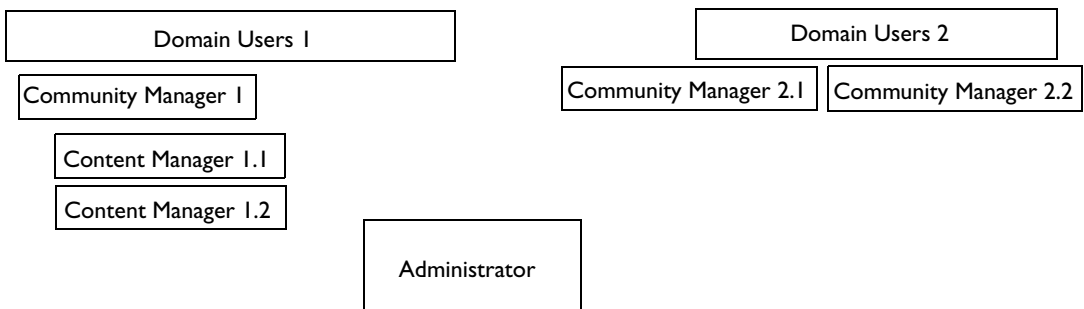 Domain Users 1
Domain Users 2
Community Manager 1
Community Manager 2.1
Community Manager 2.2
Content Manager 1.1
Content Manager 1.2
Administrator